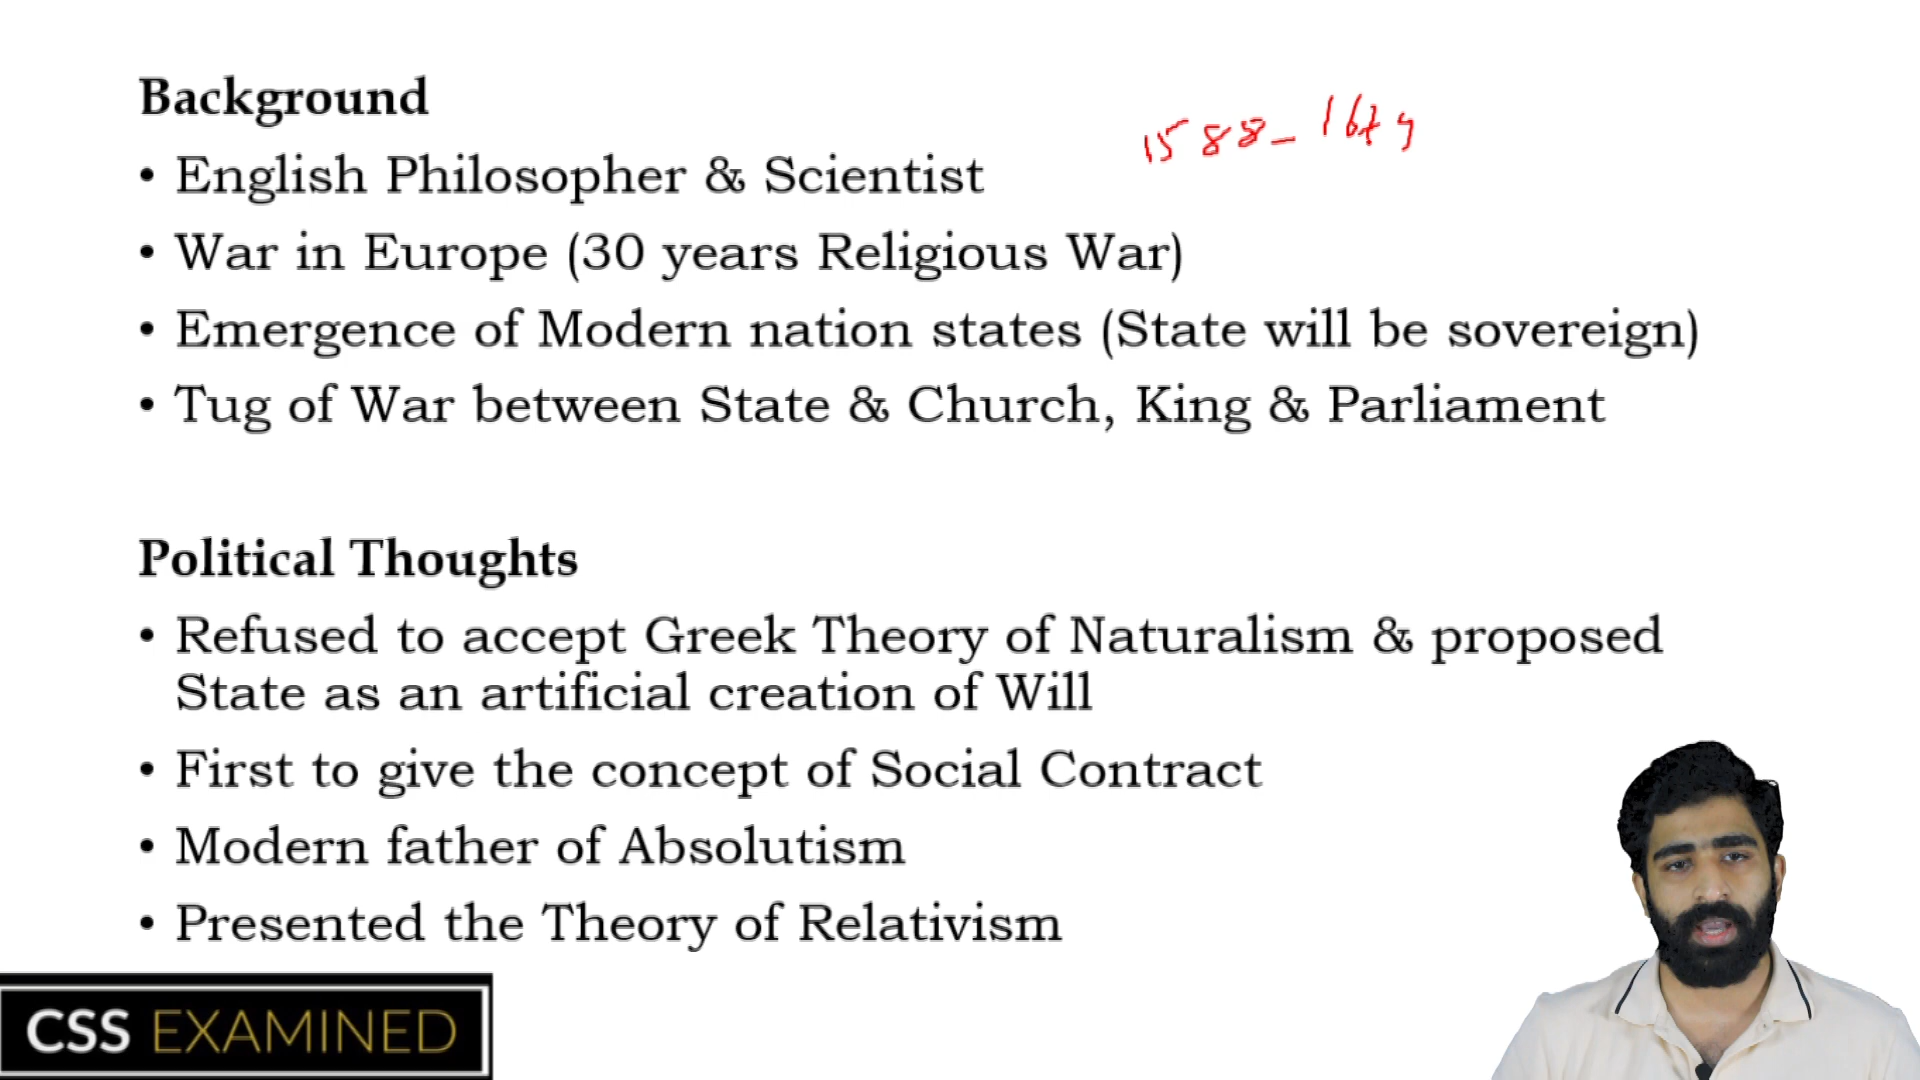 Background
1588- 1679
• English Philosopher & Scientist
• War in Europe (30 years Religious War)
• Emergence of Modern nation states (State will be sovereign)
• Tug of War between State & Church, King & Parliament
Political Thoughts
• Refused to accept Greek Theory of Naturalism & proposed
State as an artificial creation of Will
• First to give the concept of Social Contract
• Modern father of Absolutism
• Presented the Theory of Relativism
CSS EXAMINED